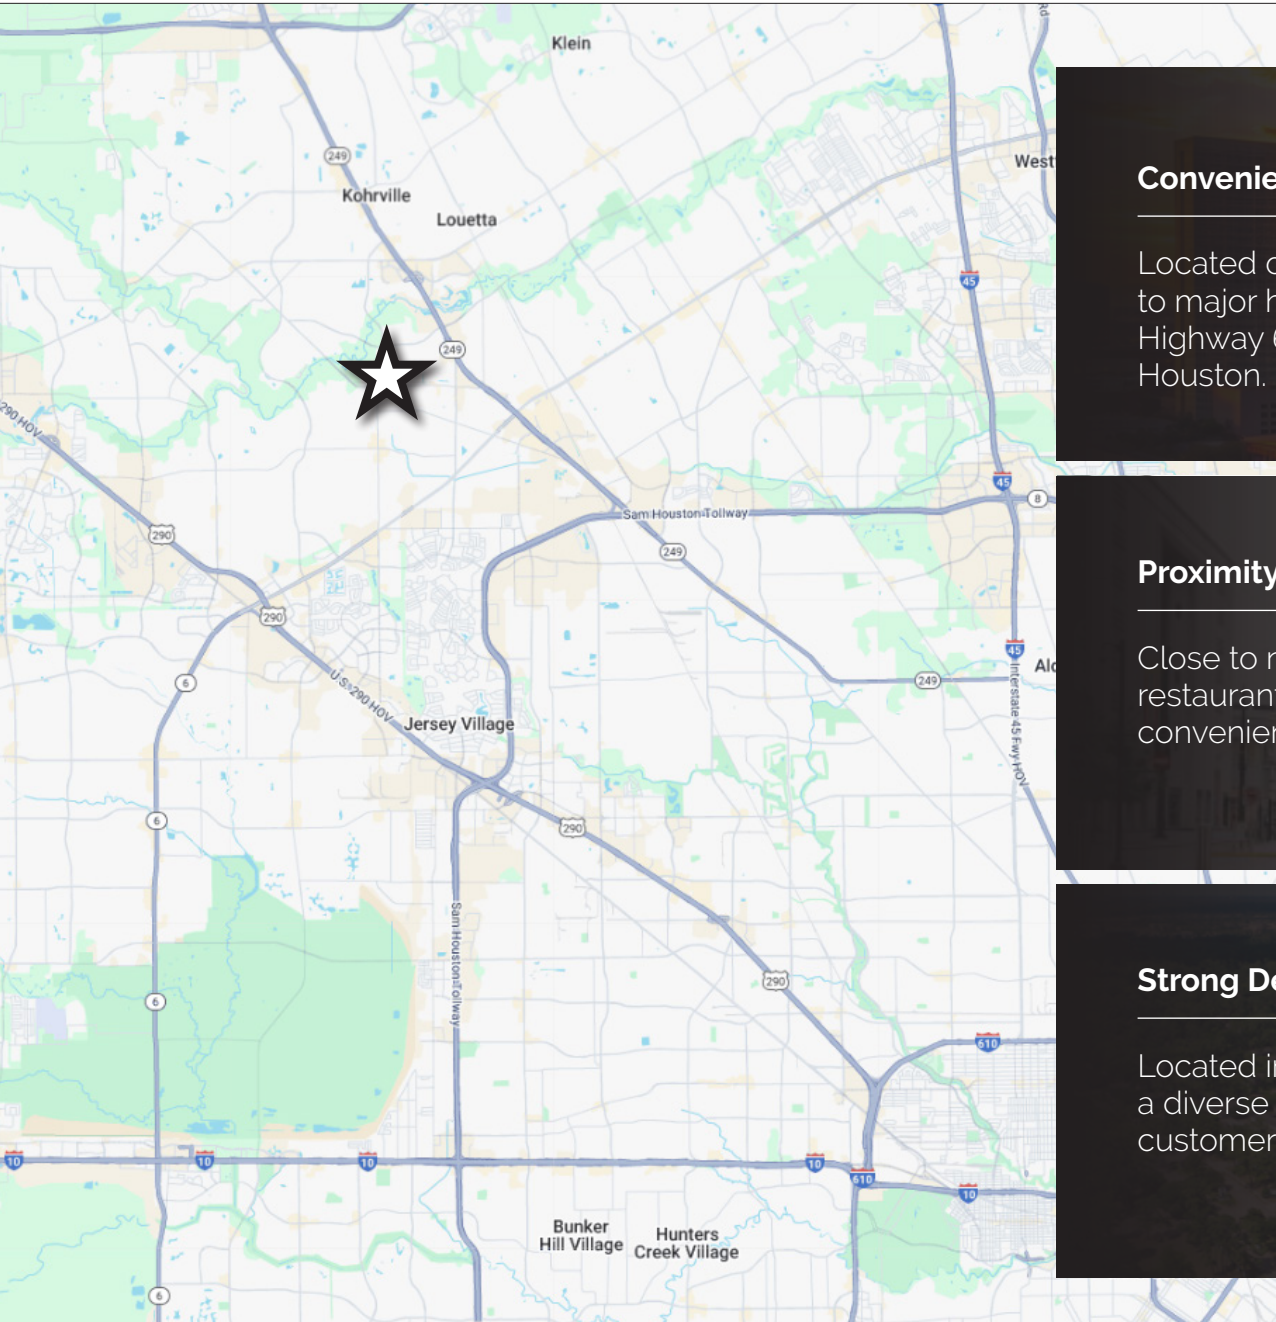 Klein
Rd
249
West
Kohrville
Louetta
45
249
290 HOV
45
8
Sam Houston Tollway
290
249
290
45
6
249
U.S. 290 HOV
Interstate 45 Fwy HOV
Jersey Village
6
290
Sam Houston Tollway
290
6
610
10
10
10
10
610
10
Bunker
Hill Village
Hunters
Creek Village
6
Convenie
Located
to major h
Highway 6
Houston.
Proximity
Close to
restaurant
convenien
Strong De
Located in
a diverse
customer